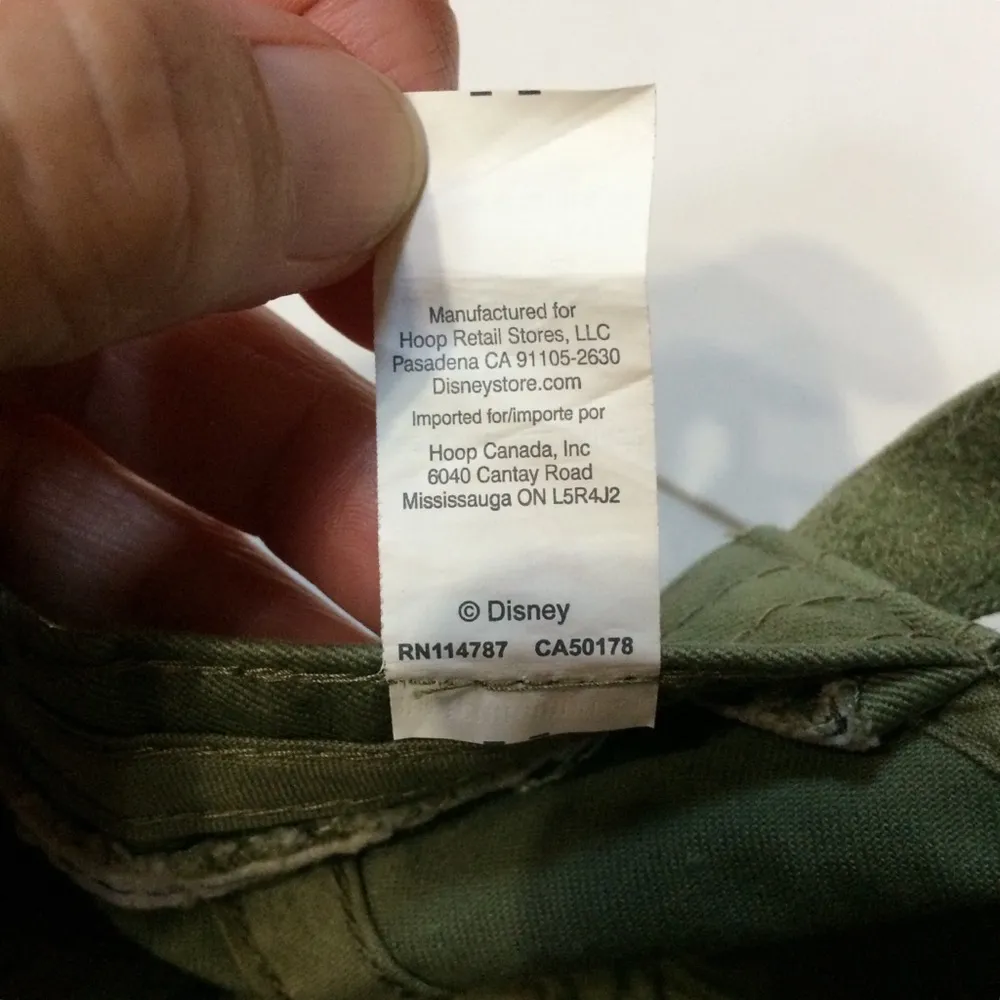 Manufactured for
Hoop Retail Stores, LLC
Pasadena CA 91105-2630
Disneystore.com
Imported for/importe por
Hoop Canada, Inc
6040 Cantay Road
Mississauga ON L5R4J2
© Disney
RN114787 CA50178